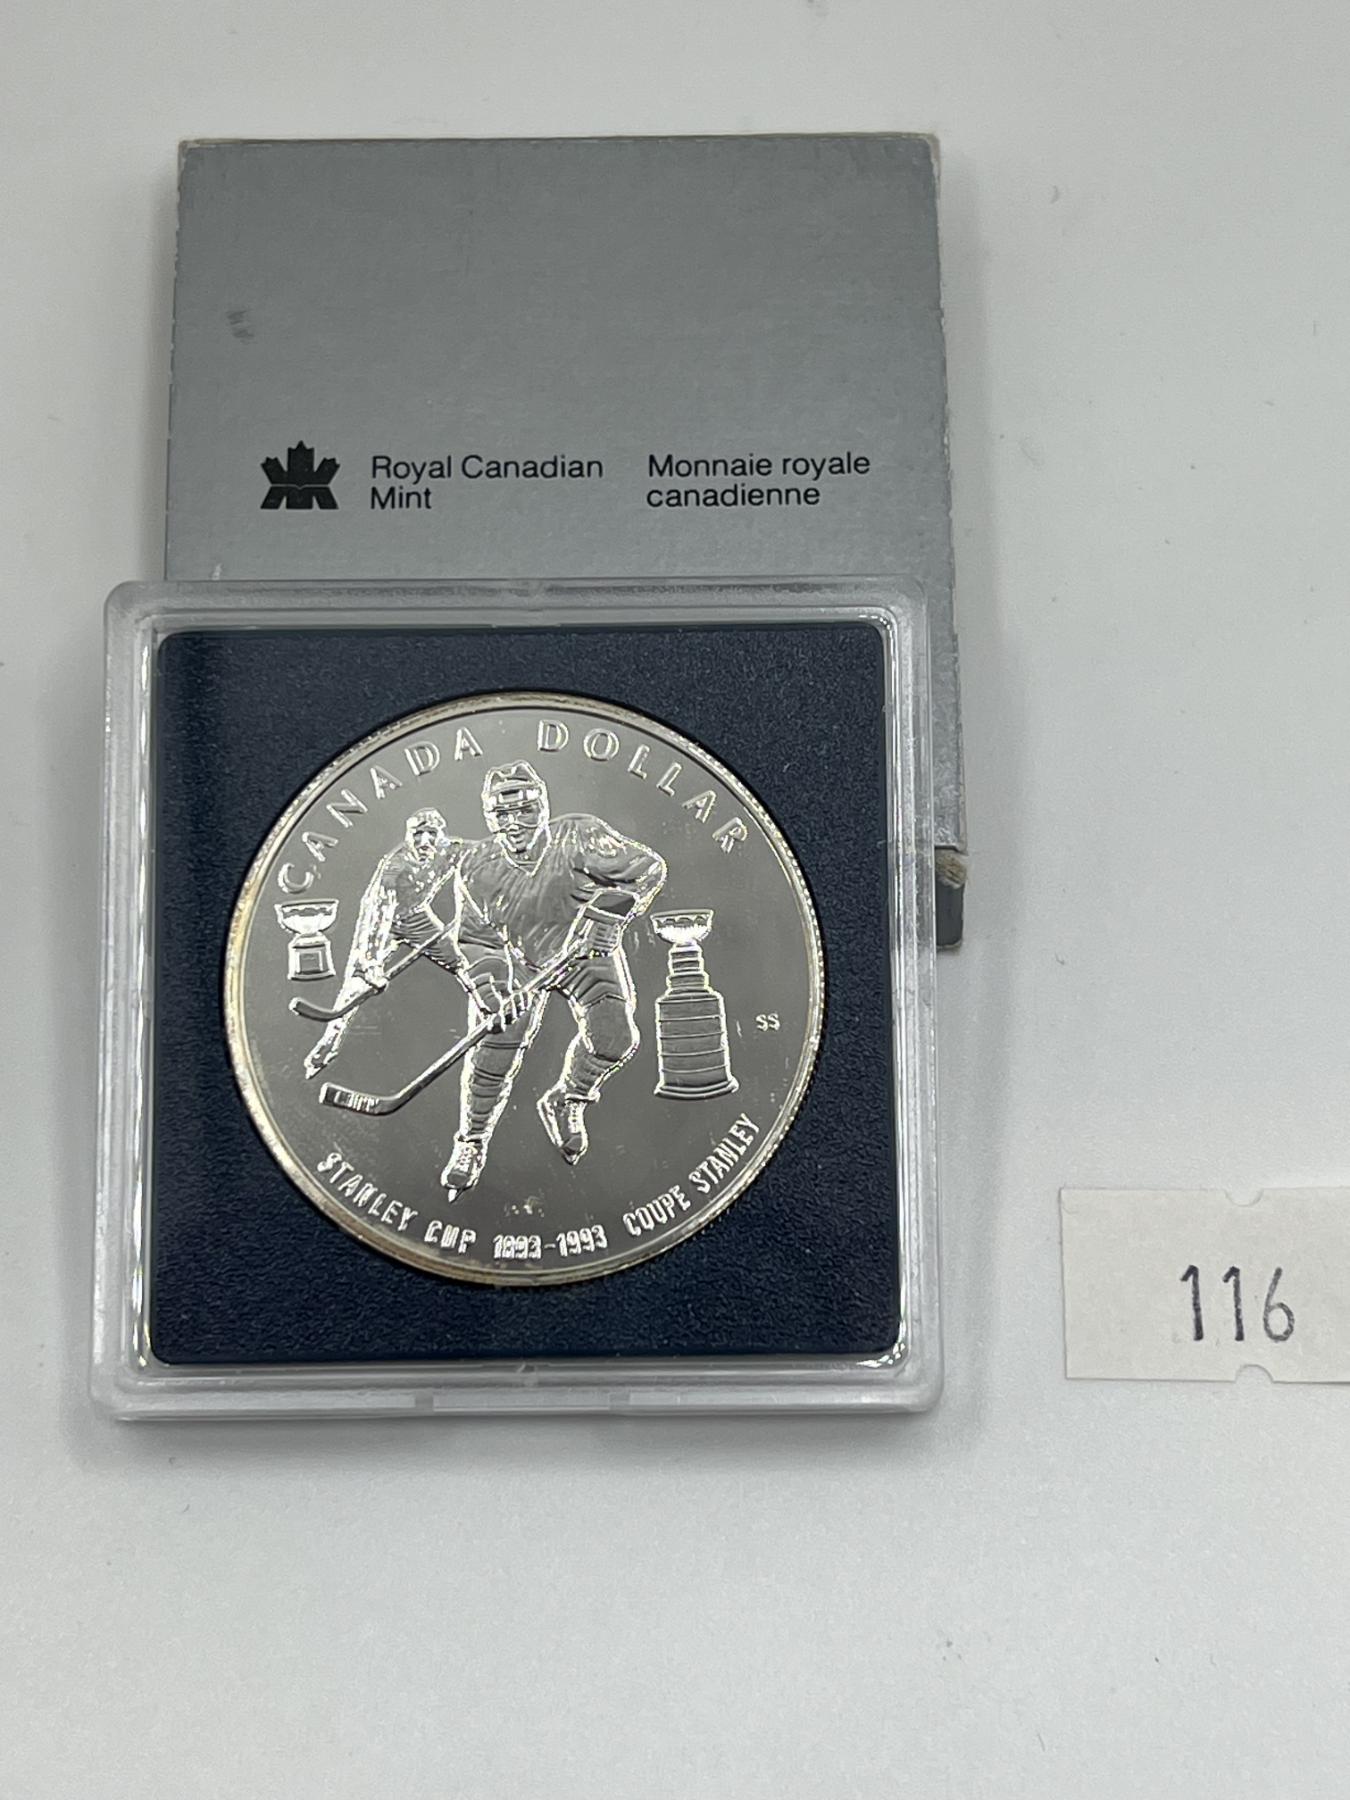 Royal Canadian
Mint
Monnaie royale
canadienne
CANADA DOLLAR
SS
STANLEY CUP 1893-1993 COUPE STANLEY
116